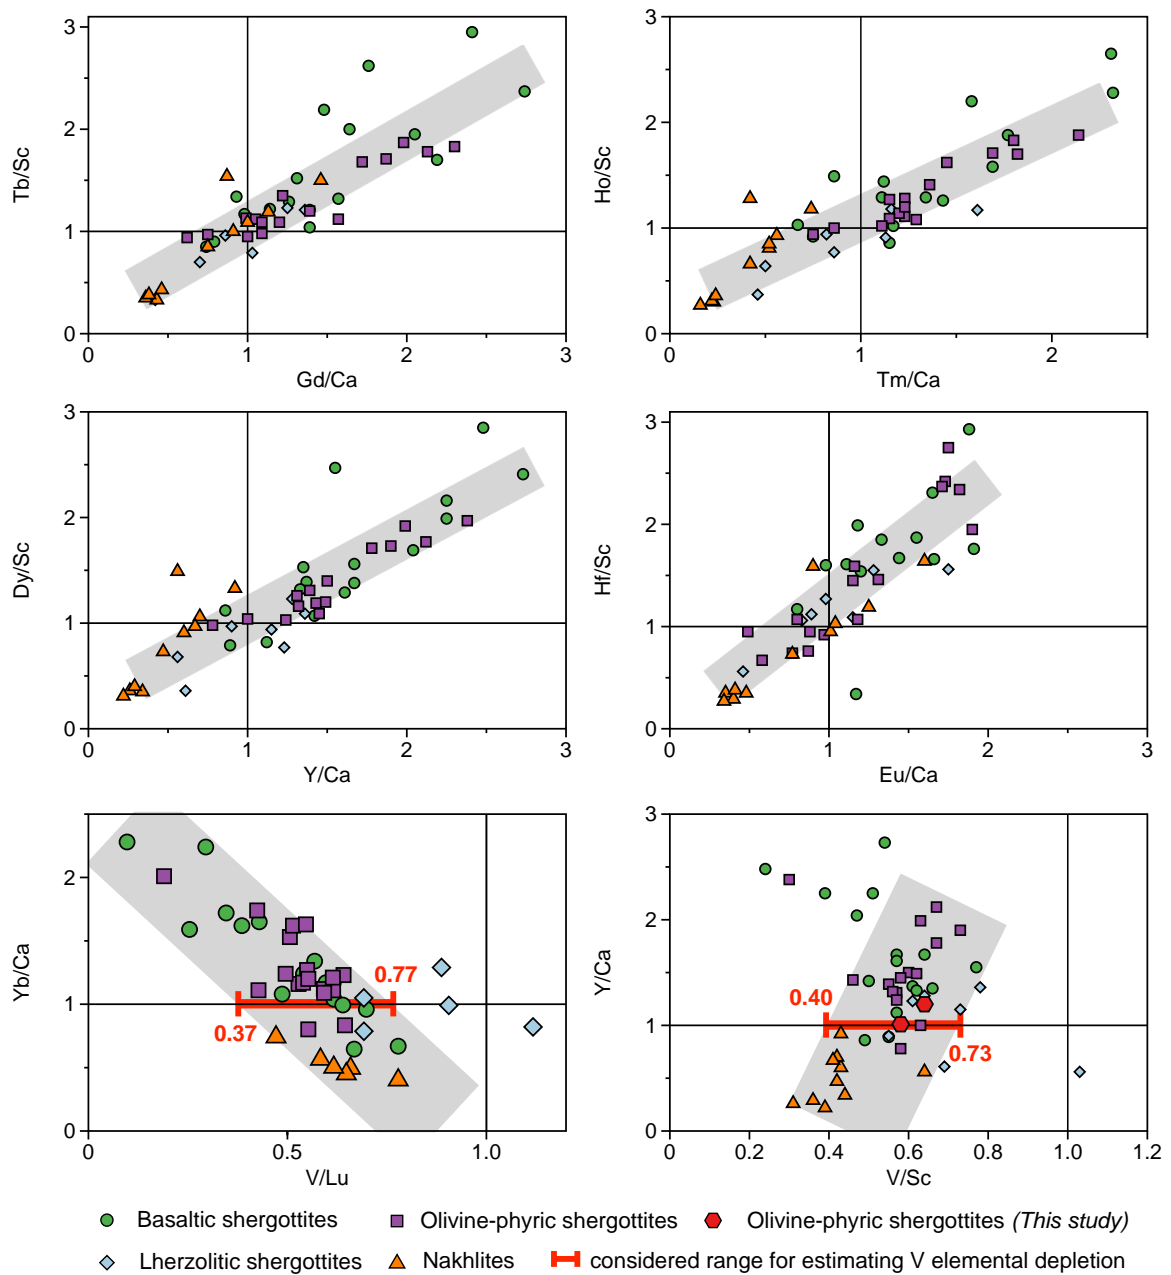 3
2
1
0
Tb/Sc
0
1
2
3
Gd/Ca
3
2
1
0
Ho/Sc
0
1
2
Tm/Ca
3
2
1
0
Dy/Sc
0
1
2
3
Y/Ca
3
2
1
0
Hf/Sc
0
1
2
3
Eu/Ca
2
1
0
Yb/Ca
0.77
0.37
0
0.5
1.0
V/Lu
3
2
1
0
Y/Ca
0.40
0.73
0
0.2
0.4
0.6
0.8
1.0
1.2
V/Sc
Basaltic shergottites
Olivine-phyric shergottites
Olivine-phyric shergottites (This study)
Lherzolitic shergottites
Nakhlites
considered range for estimating V elemental depletion